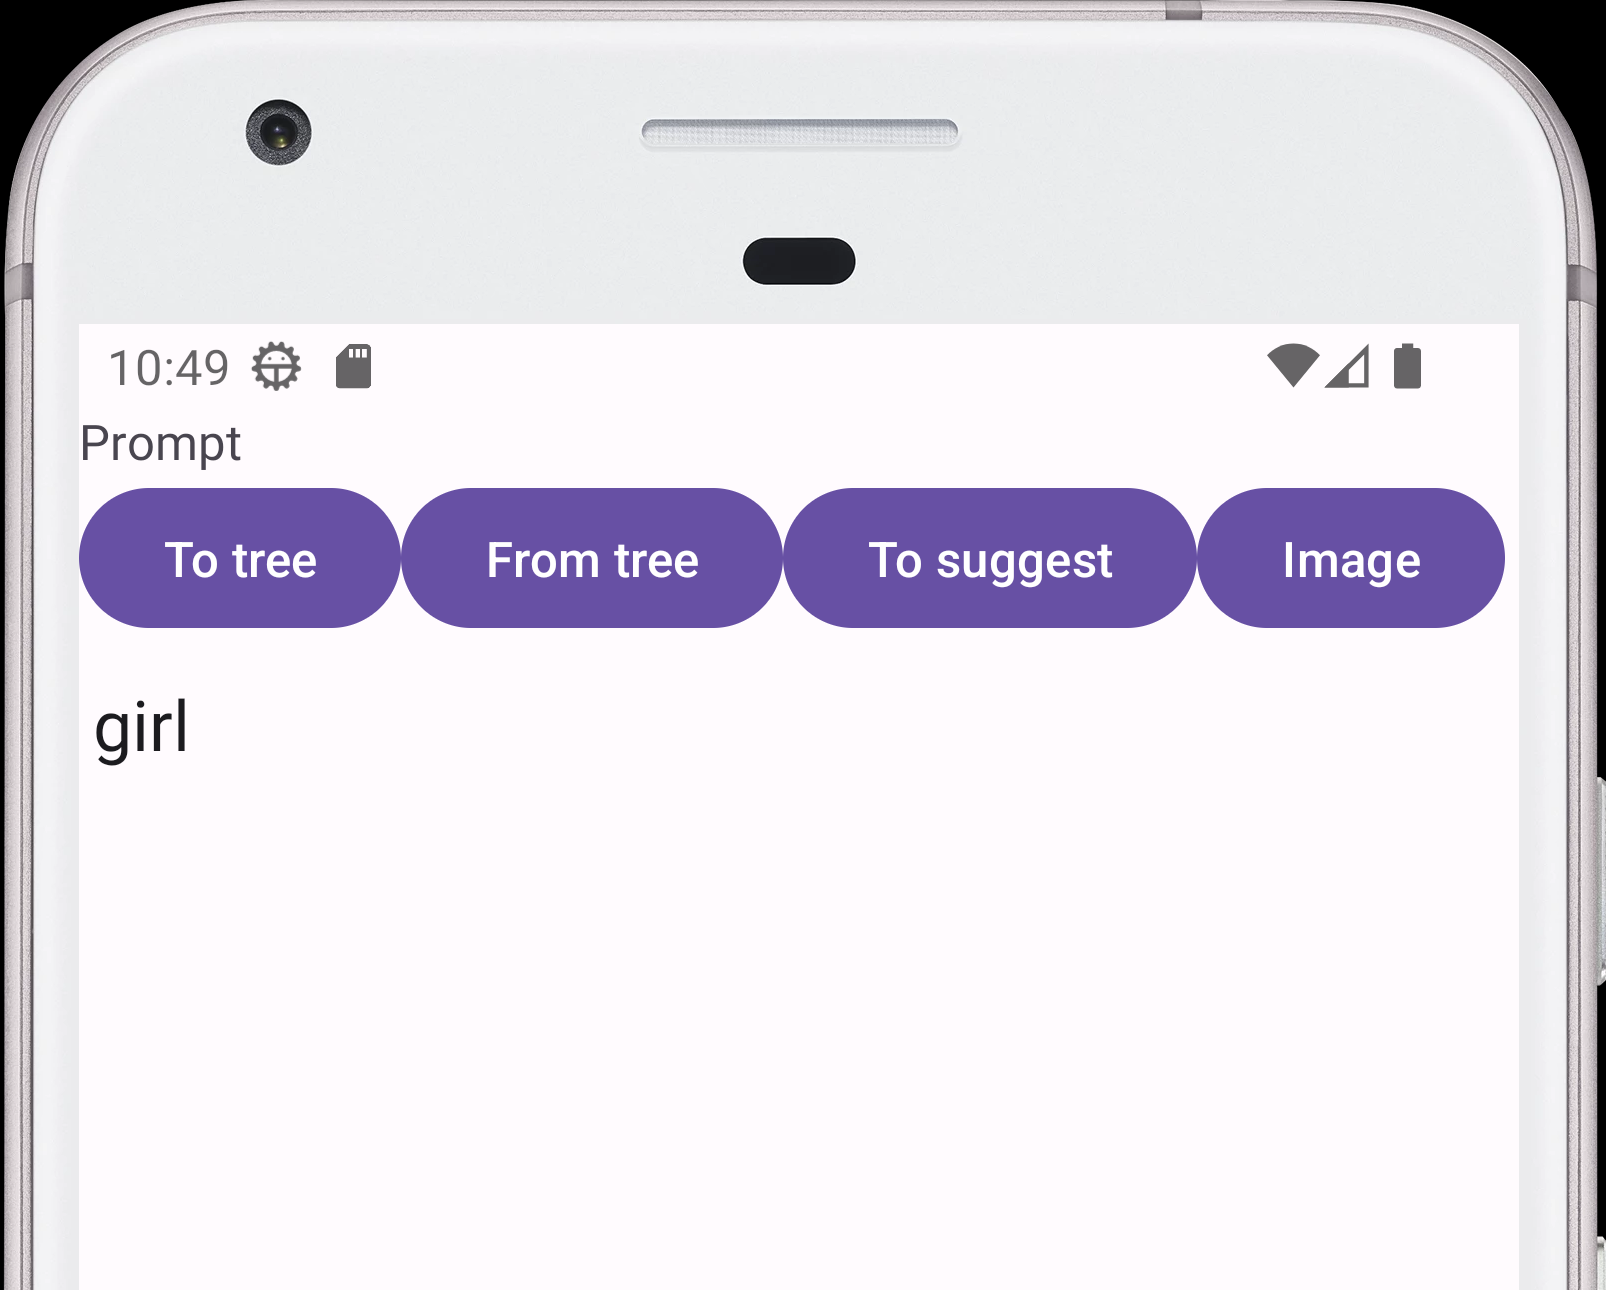 10:49
Prompt
To tree From tree To suggest Image
girl